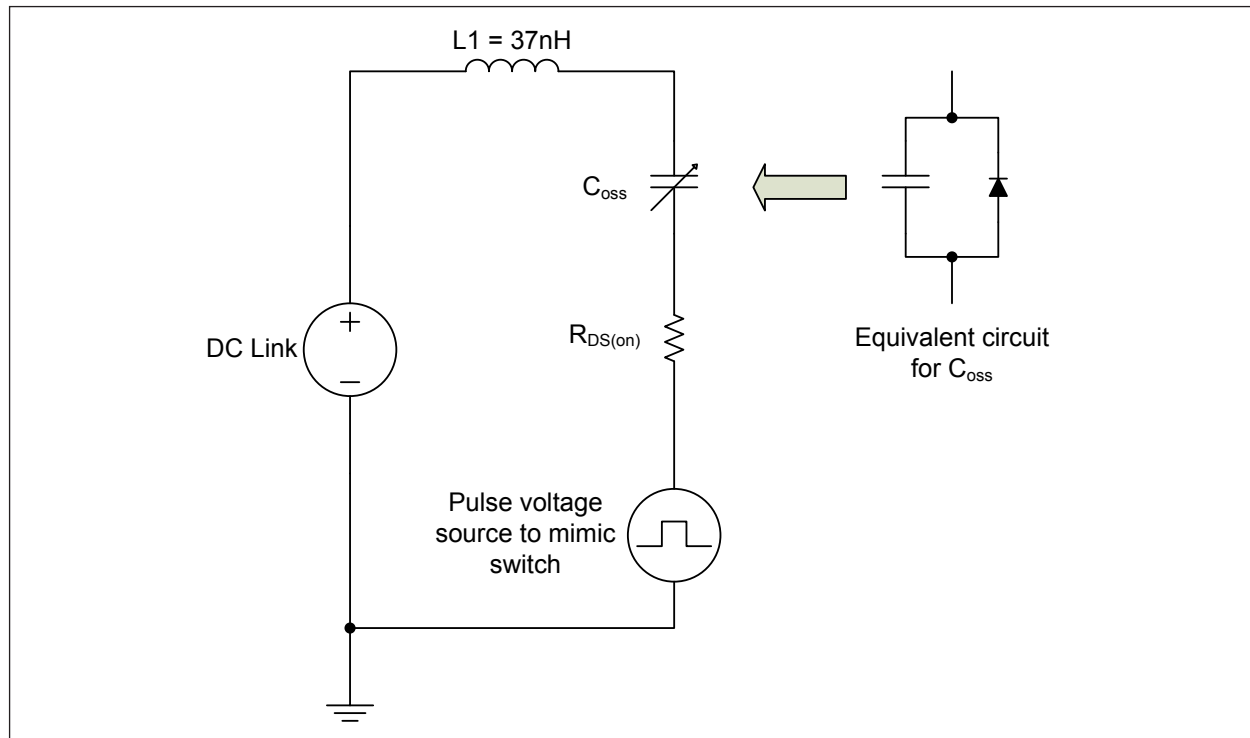 L1 = 37nH
Coss
RDS(on)
DC Link
+
−
Equivalent circuit
for Coss
Pulse voltage
source to mimic
switch